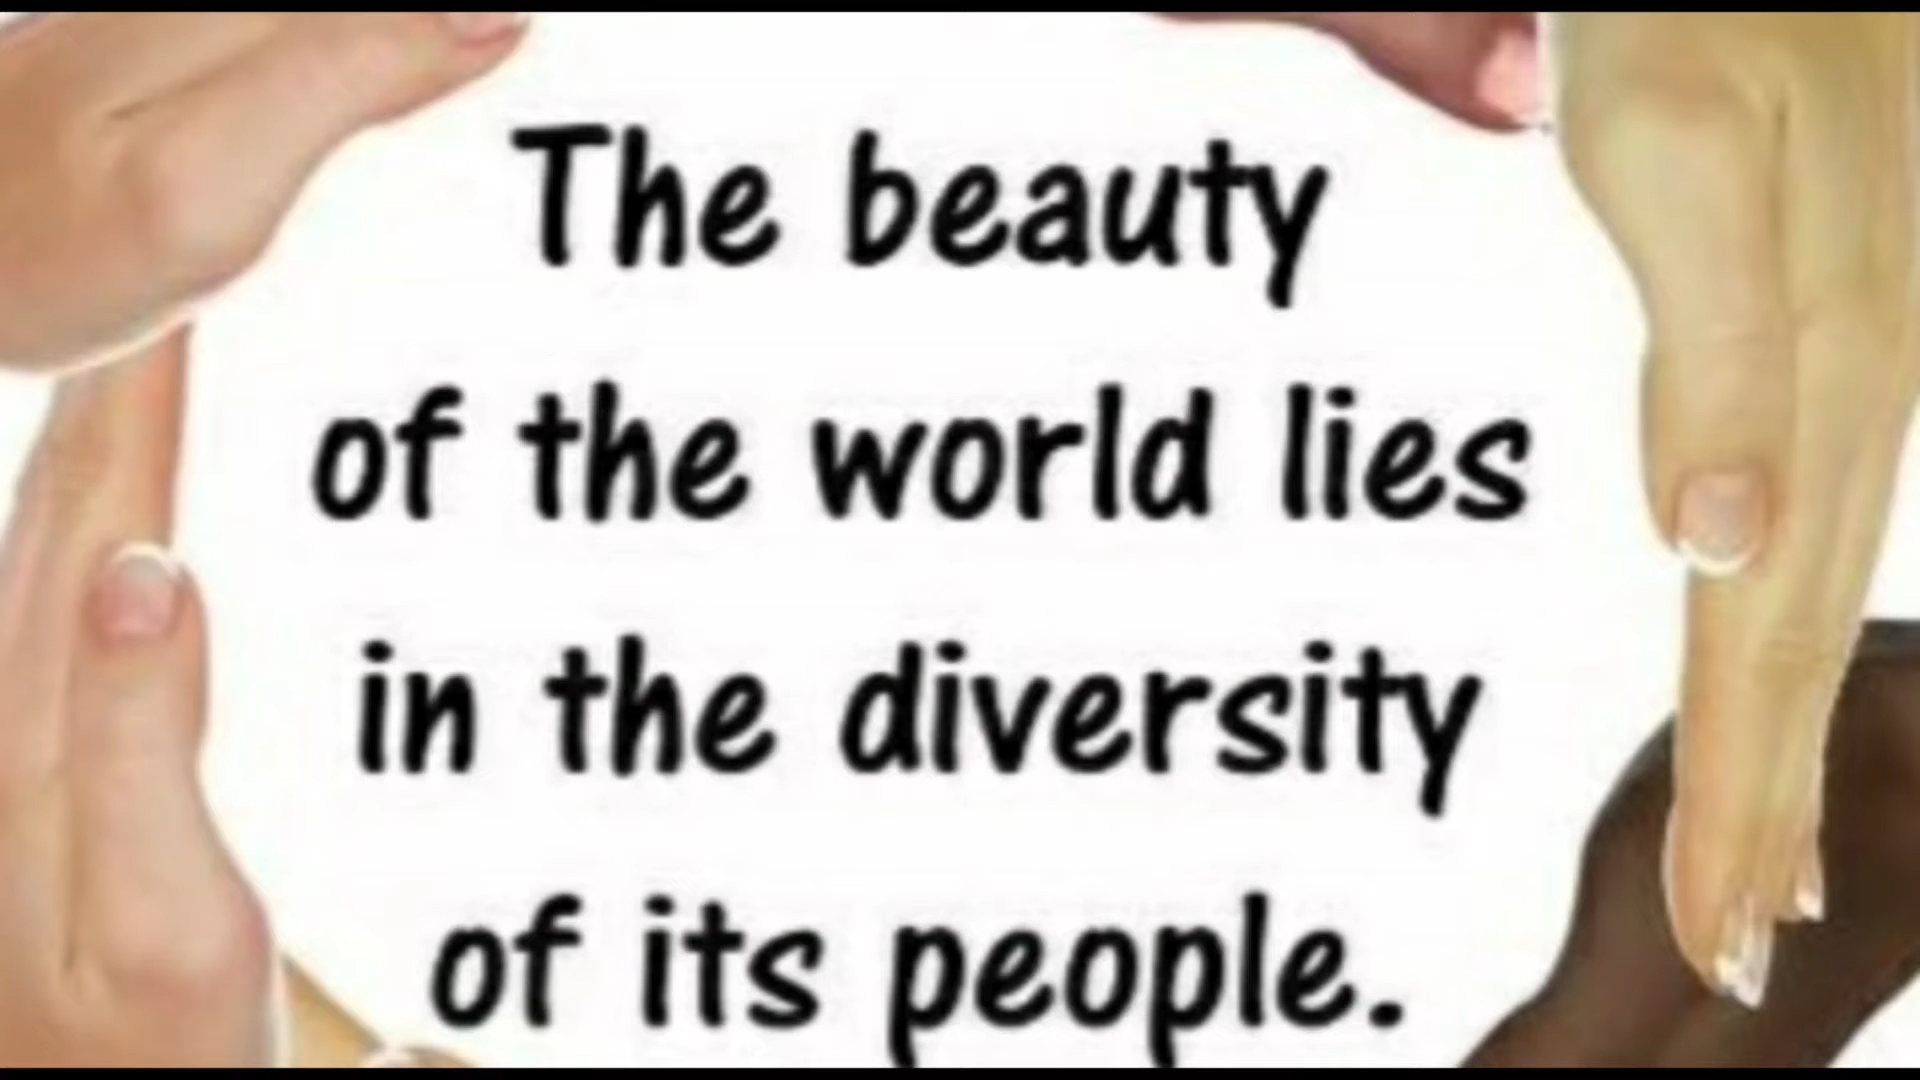 The beauty
of the world lies
in the diversity
of its people.